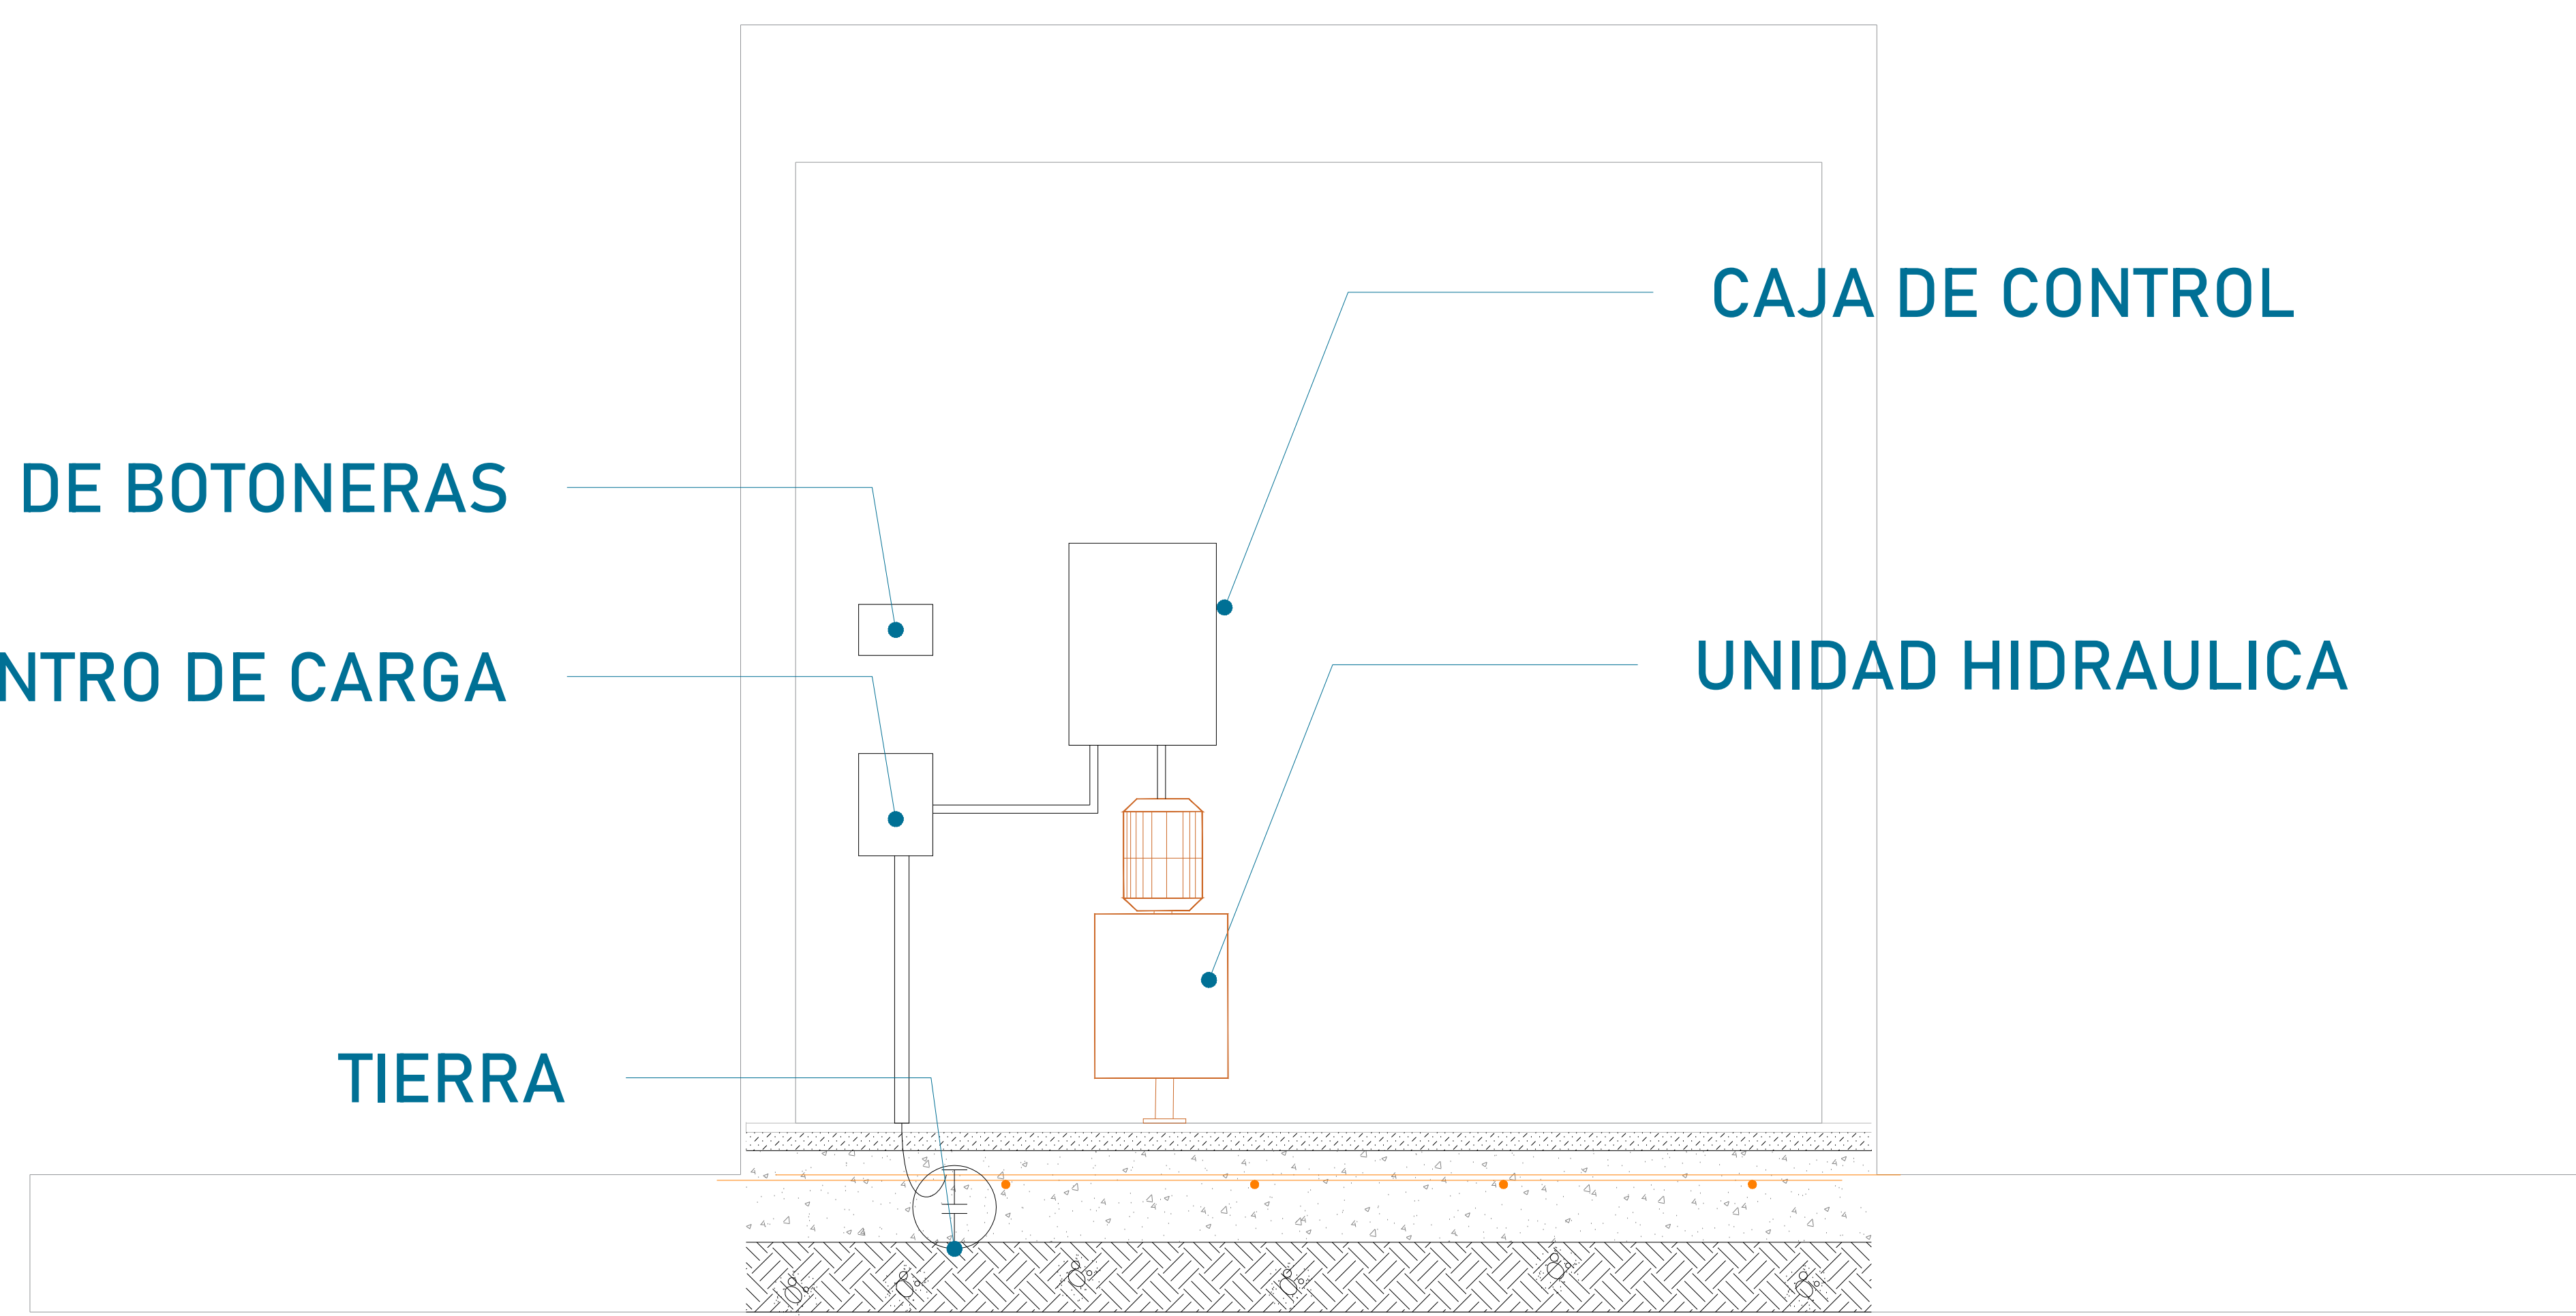 CAJA DE CONTROL
DE BOTONERAS
UNIDAD HIDRAULICA
NTRO DE CARGA
TIERRA